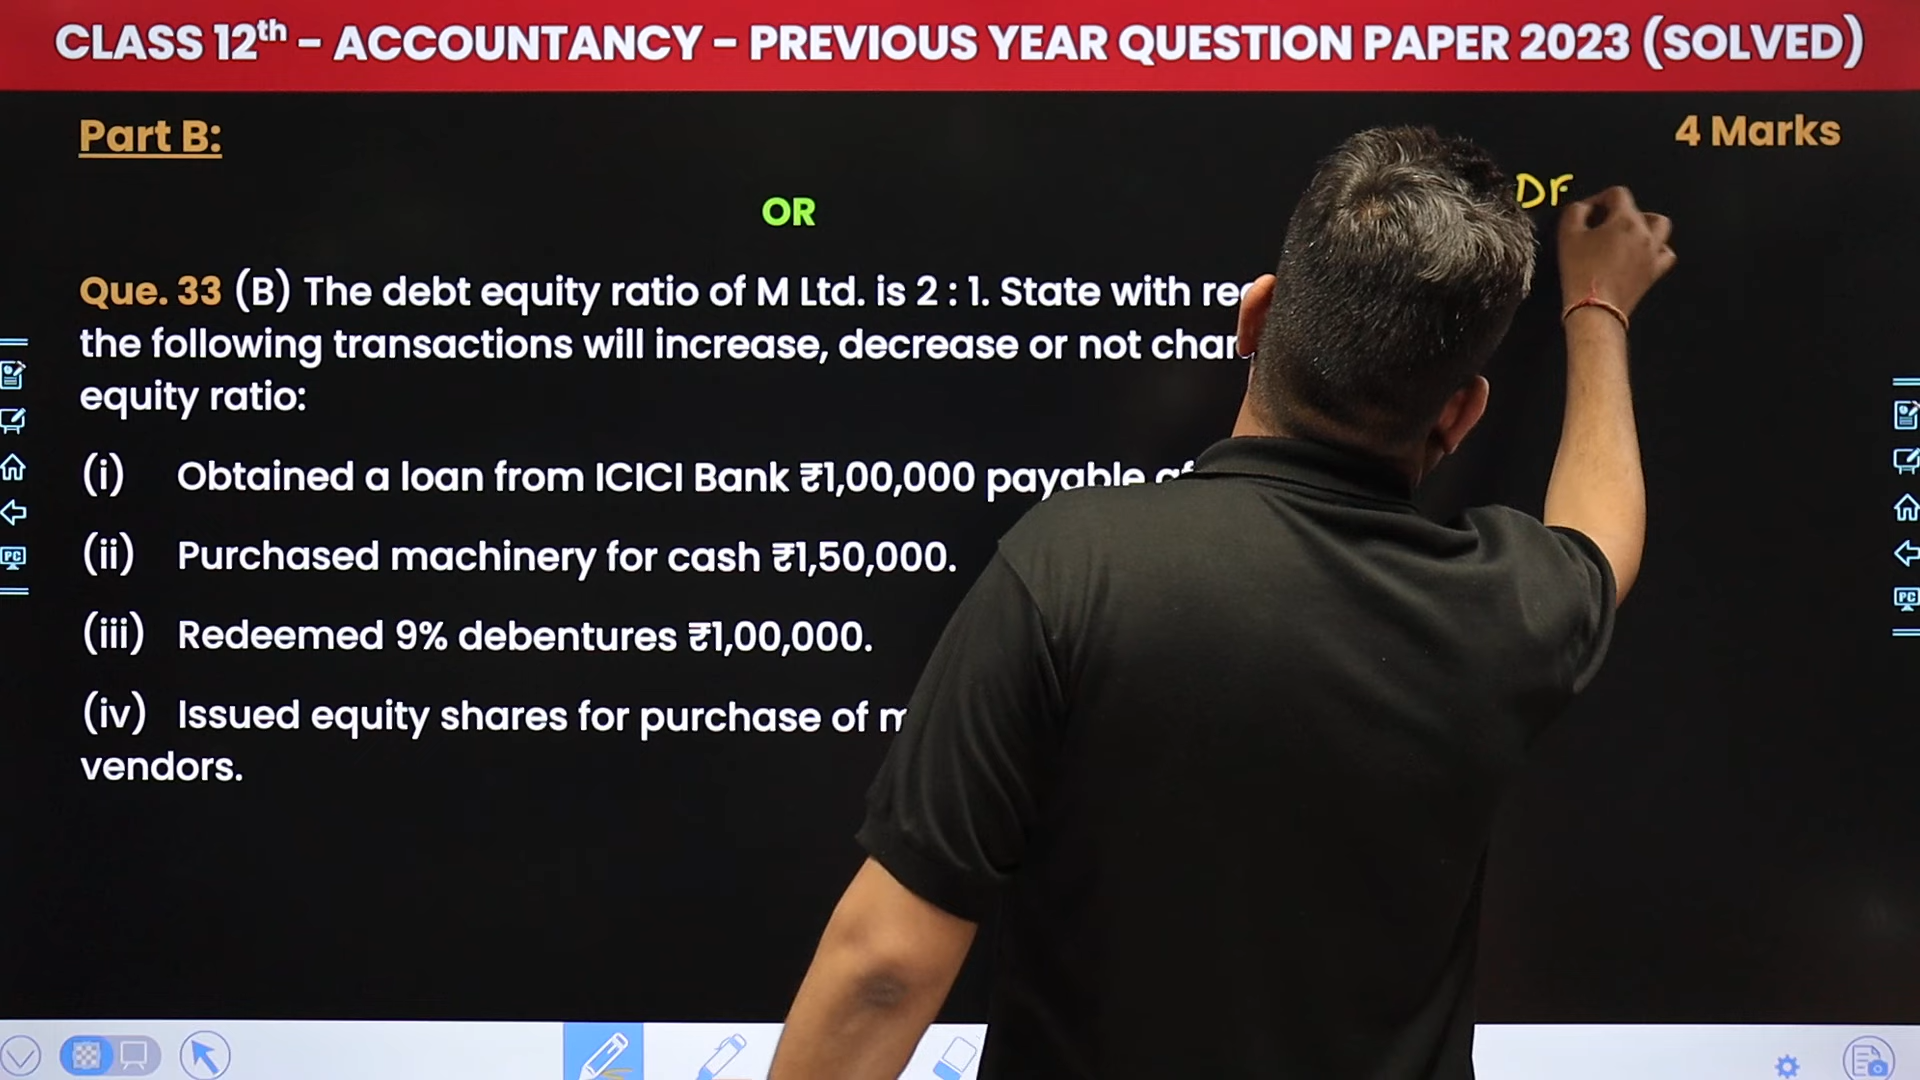 CLASS 12th - ACCOUNTANCY - PREVIOUS YEAR QUESTION PAPER 2023 (SOLVED)
Part B:
4 Marks
DF
OR
Que. 33 (B) The debt equity ratio of M Ltd. is 2 : 1. State with
the following transactions will increase, decrease or not
equity ratio:
(i) Obtained a loan from ICICI Bank ₹1,00,000 payable
(ii) Purchased machinery for cash ₹1,50,000.
(iii) Redeemed 9% debentures ₹1,00,000.
(iv) Issued equity shares for purchase of
vendors.
PC
PC